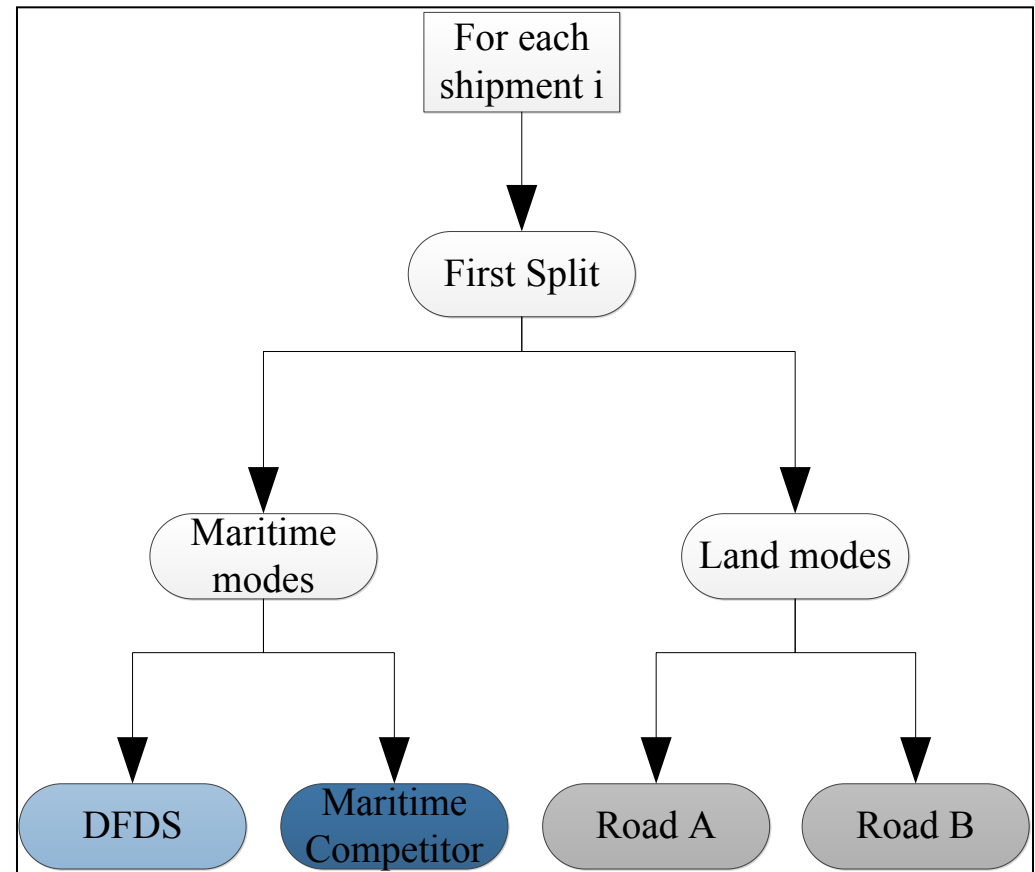 For each
shipment i
First Split
Maritime
modes
Land modes
DFDS
Maritime
Competitor
Road A
Road B